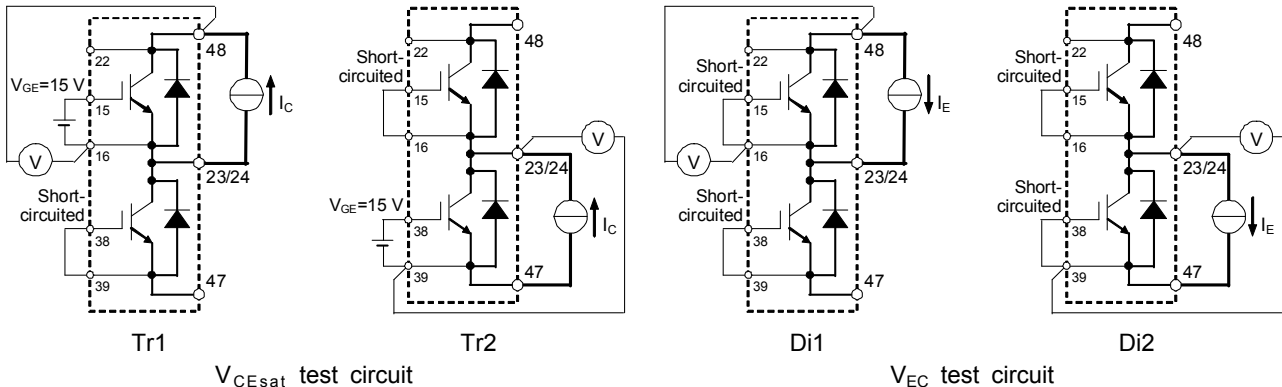 48
22
V_GE=15 V
15
I_C
16
V
23/24
Short-
circuited
38
39
47
Tr1
48
22
Short-
circuited
15
16
V
23/24
V_GE=15 V
38
I_C
39
47
Tr2
V_CEsat test circuit
48
22
Short-
circuited
15
I_E
16
V
23/24
Short-
circuited
38
39
47
Di1
48
22
Short-
circuited
15
16
V
23/24
Short-
circuited
38
I_E
39
47
Di2
V_EC test circuit